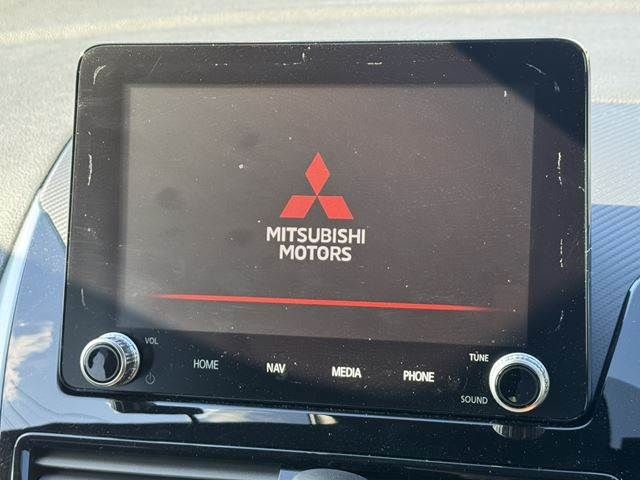 MITSUBISHI
MOTORS
VOL
HOME
NAV
MEDIA
PHONE
TUNE
SOUND